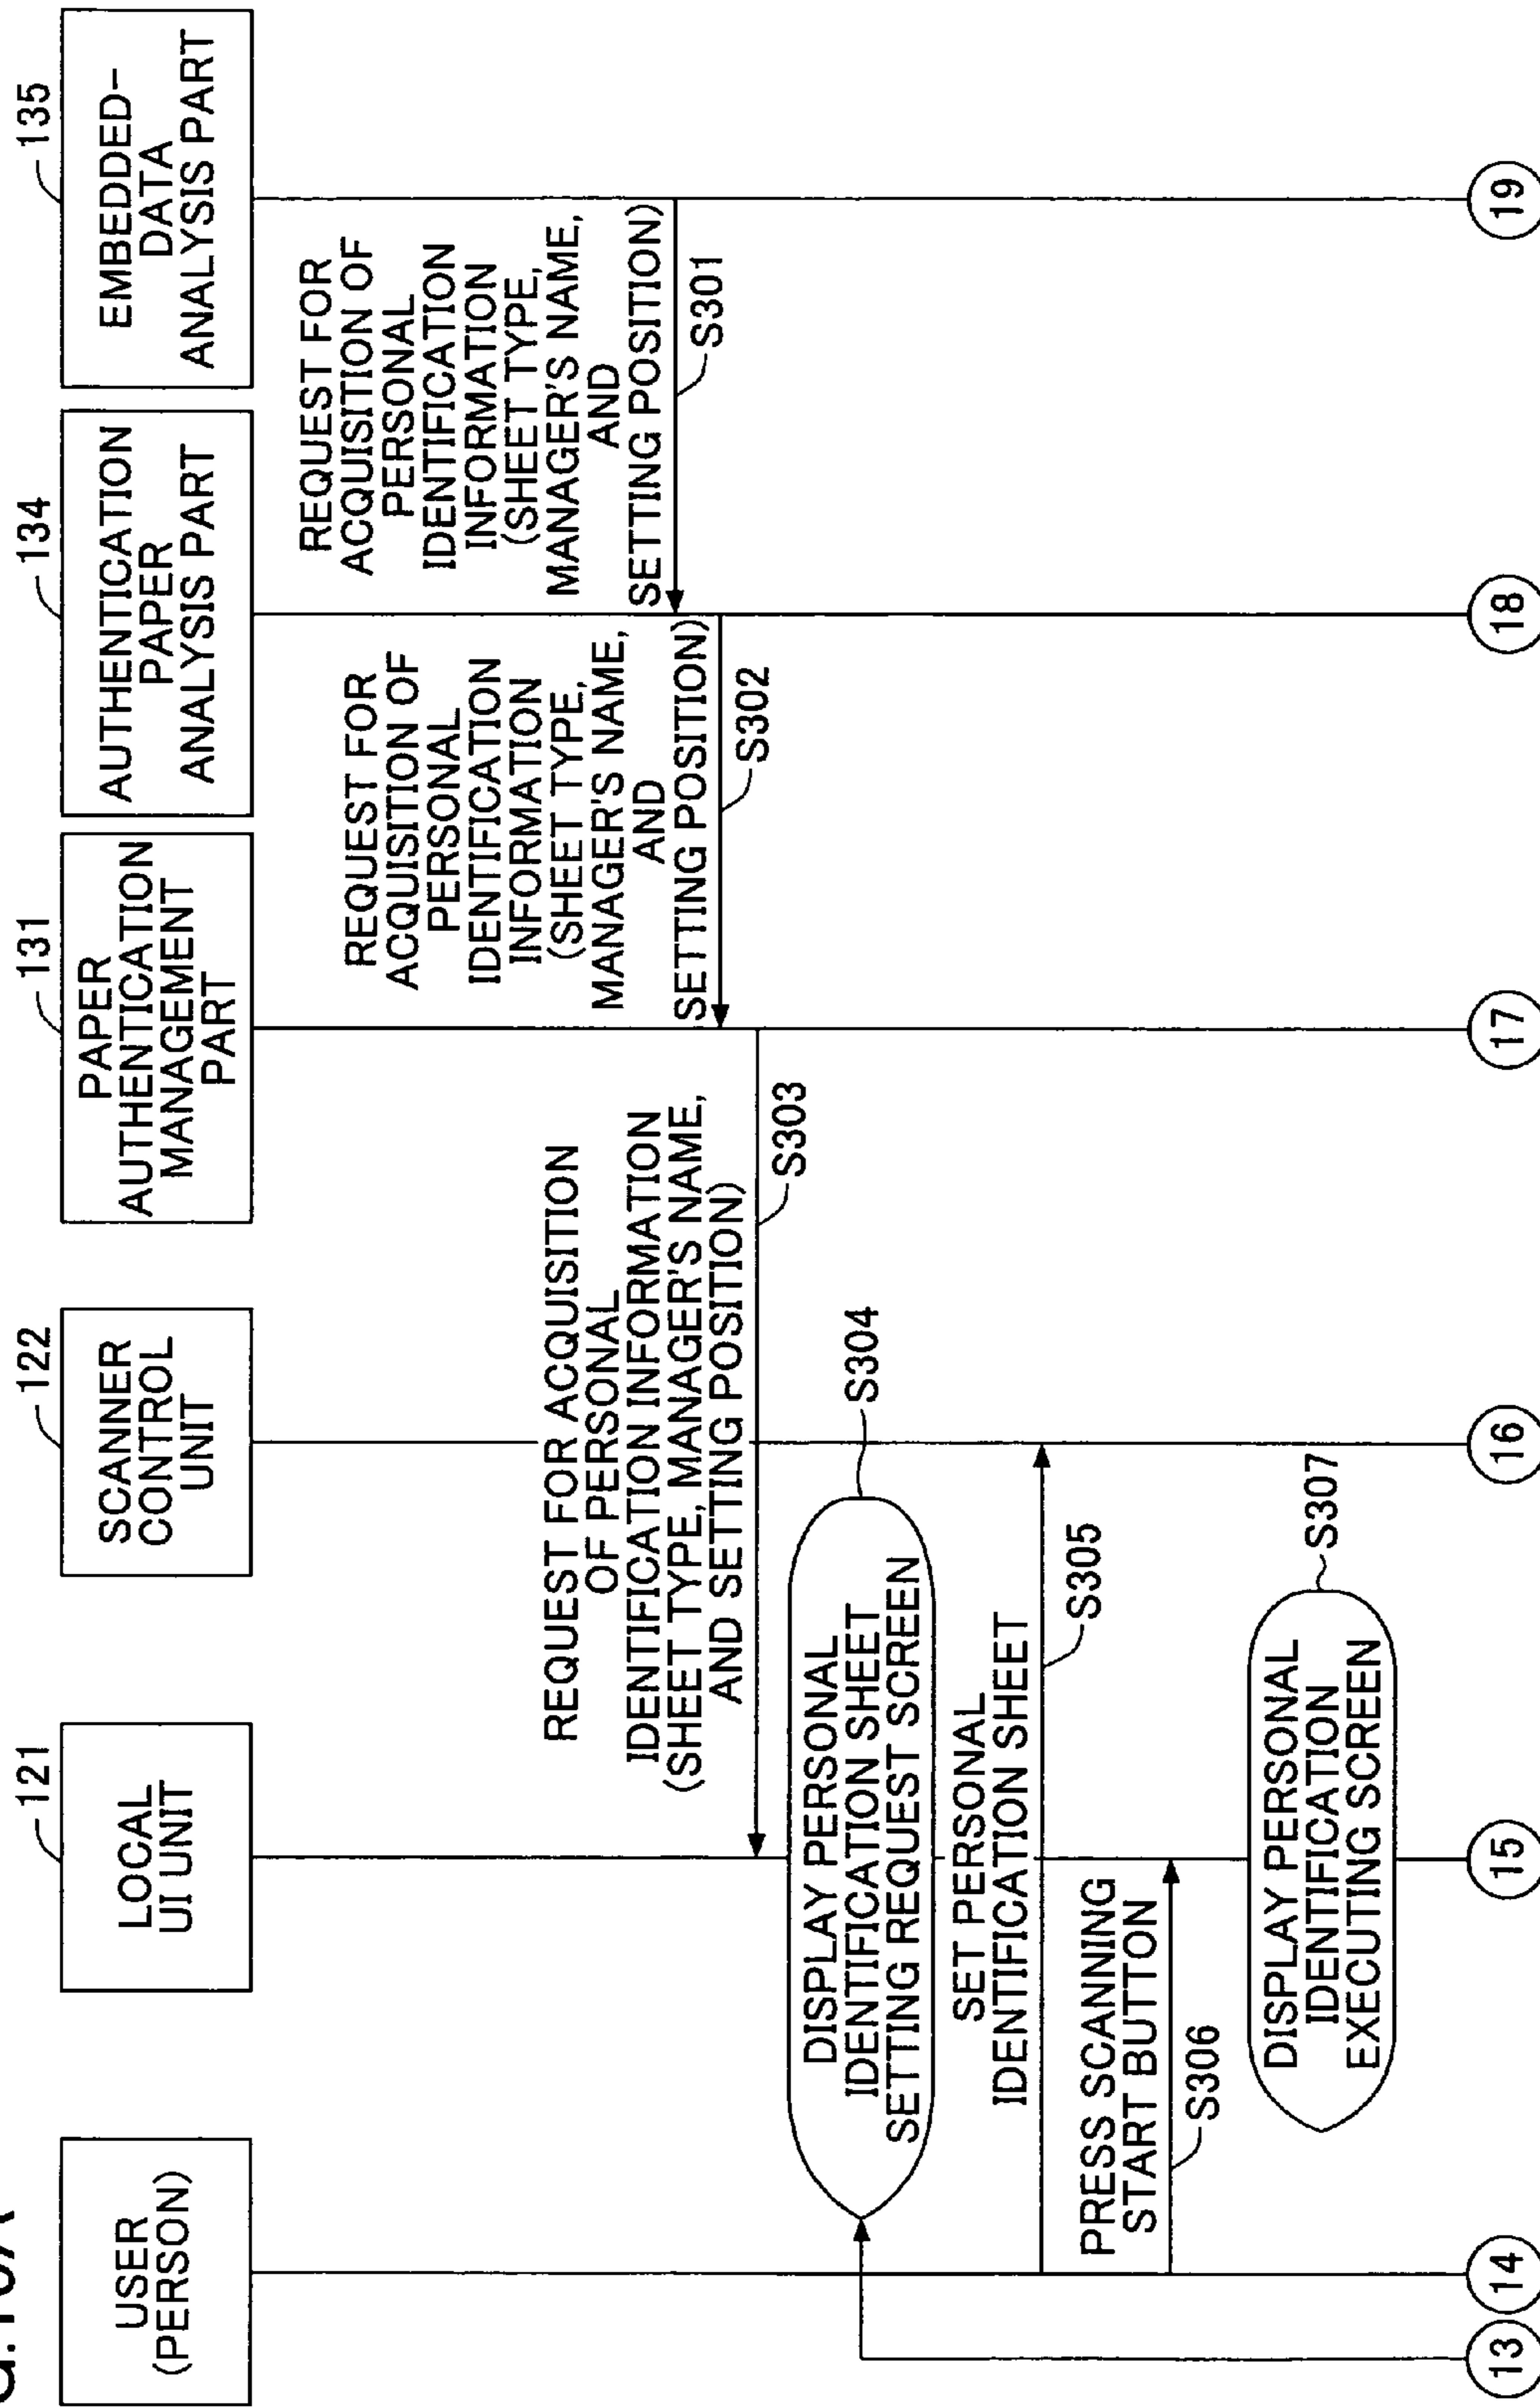 USER
(PERSON)
121
LOCAL
UI UNIT
122
SCANNER
CONTROL
UNIT
131
PAPER
AUTHENTICATION
MANAGEMENT
PART
134
AUTHENTICATION
PAPER
ANALYSIS PART
135
EMBEDDED-
DATA
ANALYSIS PART
REQUEST FOR
ACQUISITION OF
PERSONAL
IDENTIFICATION
INFORMATION
(SHEET TYPE,
MANAGER'S NAME,
AND
SETTING POSITION)
S301
REQUEST FOR
ACQUISITION OF
PERSONAL
IDENTIFICATION
INFORMATION
(SHEET TYPE,
MANAGER'S NAME,
AND
SETTING POSITION)
S302
REQUEST FOR ACQUISITION
OF PERSONAL
IDENTIFICATION INFORMATION
(SHEET TYPE, MANAGER'S NAME,
AND SETTING POSITION)
S303
DISPLAY PERSONAL
IDENTIFICATION SHEET
SETTING REQUEST SCREEN
S304
SET PERSONAL
IDENTIFICATION SHEET
S305
PRESS SCANNING
START BUTTON
S306
DISPLAY PERSONAL
IDENTIFICATION
EXECUTING SCREEN
S307
13
14
15
16
17
18
19